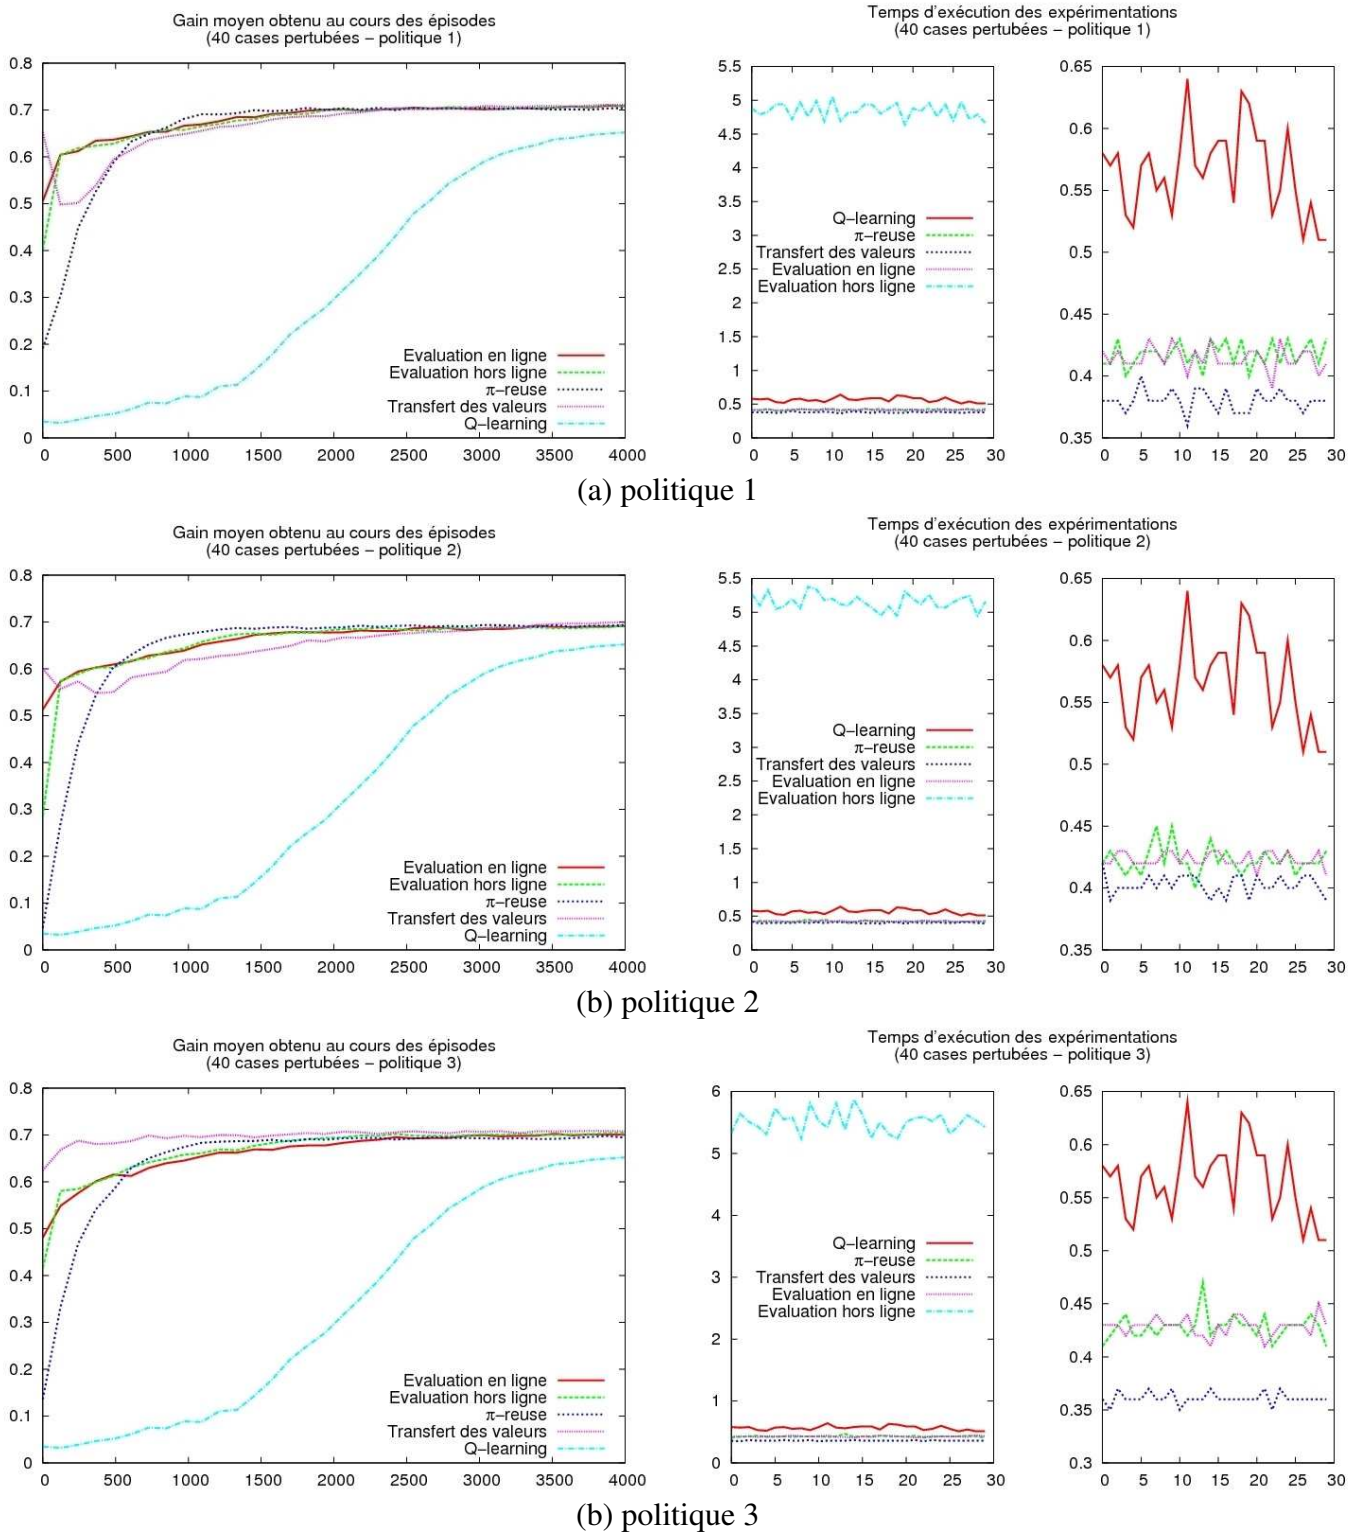 Gain moyen obtenu au cours des épisodes
(40 cases pertubées – politique 1)
0.8
0.7
0.6
0.5
0.4
0.3
0.2
0.1
0
0 500 1000 1500 2000 2500 3000 3500 4000
Evaluation en ligne
Evaluation hors ligne
π–reuse
Transfert des valeurs
Q–learning
Temps d'exécution des expérimentations
(40 cases pertubées – politique 1)
5.5
5
4.5
4
3.5
3
2.5
2
1.5
1
0.5
0
0 5 10 15 20 25 30
Q–learning
π–reuse
Transfert des valeurs
Evaluation en ligne
Evaluation hors ligne
0.65
0.6
0.55
0.5
0.45
0.4
0.35
0 5 10 15 20 25 30
(a) politique 1
Gain moyen obtenu au cours des épisodes
(40 cases pertubées – politique 2)
0.8
0.7
0.6
0.5
0.4
0.3
0.2
0.1
0
0 500 1000 1500 2000 2500 3000 3500 4000
Evaluation en ligne
Evaluation hors ligne
π–reuse
Transfert des valeurs
Q–learning
Temps d'exécution des expérimentations
(40 cases pertubées – politique 2)
5.5
5
4.5
4
3.5
3
2.5
2
1.5
1
0.5
0
0 5 10 15 20 25 30
Q–learning
π–reuse
Transfert des valeurs
Evaluation en ligne
Evaluation hors ligne
0.65
0.6
0.55
0.5
0.45
0.4
0.35
0 5 10 15 20 25 30
(b) politique 2
Gain moyen obtenu au cours des épisodes
(40 cases pertubées – politique 3)
0.8
0.7
0.6
0.5
0.4
0.3
0.2
0.1
0
0 500 1000 1500 2000 2500 3000 3500 4000
Evaluation en ligne
Evaluation hors ligne
π–reuse
Transfert des valeurs
Q–learning
Temps d'exécution des expérimentations
(40 cases pertubées – politique 3)
6
5
4
3
2
1
0
0 5 10 15 20 25 30
Q–learning
π–reuse
Transfert des valeurs
Evaluation en ligne
Evaluation hors ligne
0.65
0.6
0.55
0.5
0.45
0.4
0.35
0.3
0 5 10 15 20 25 30
(b) politique 3